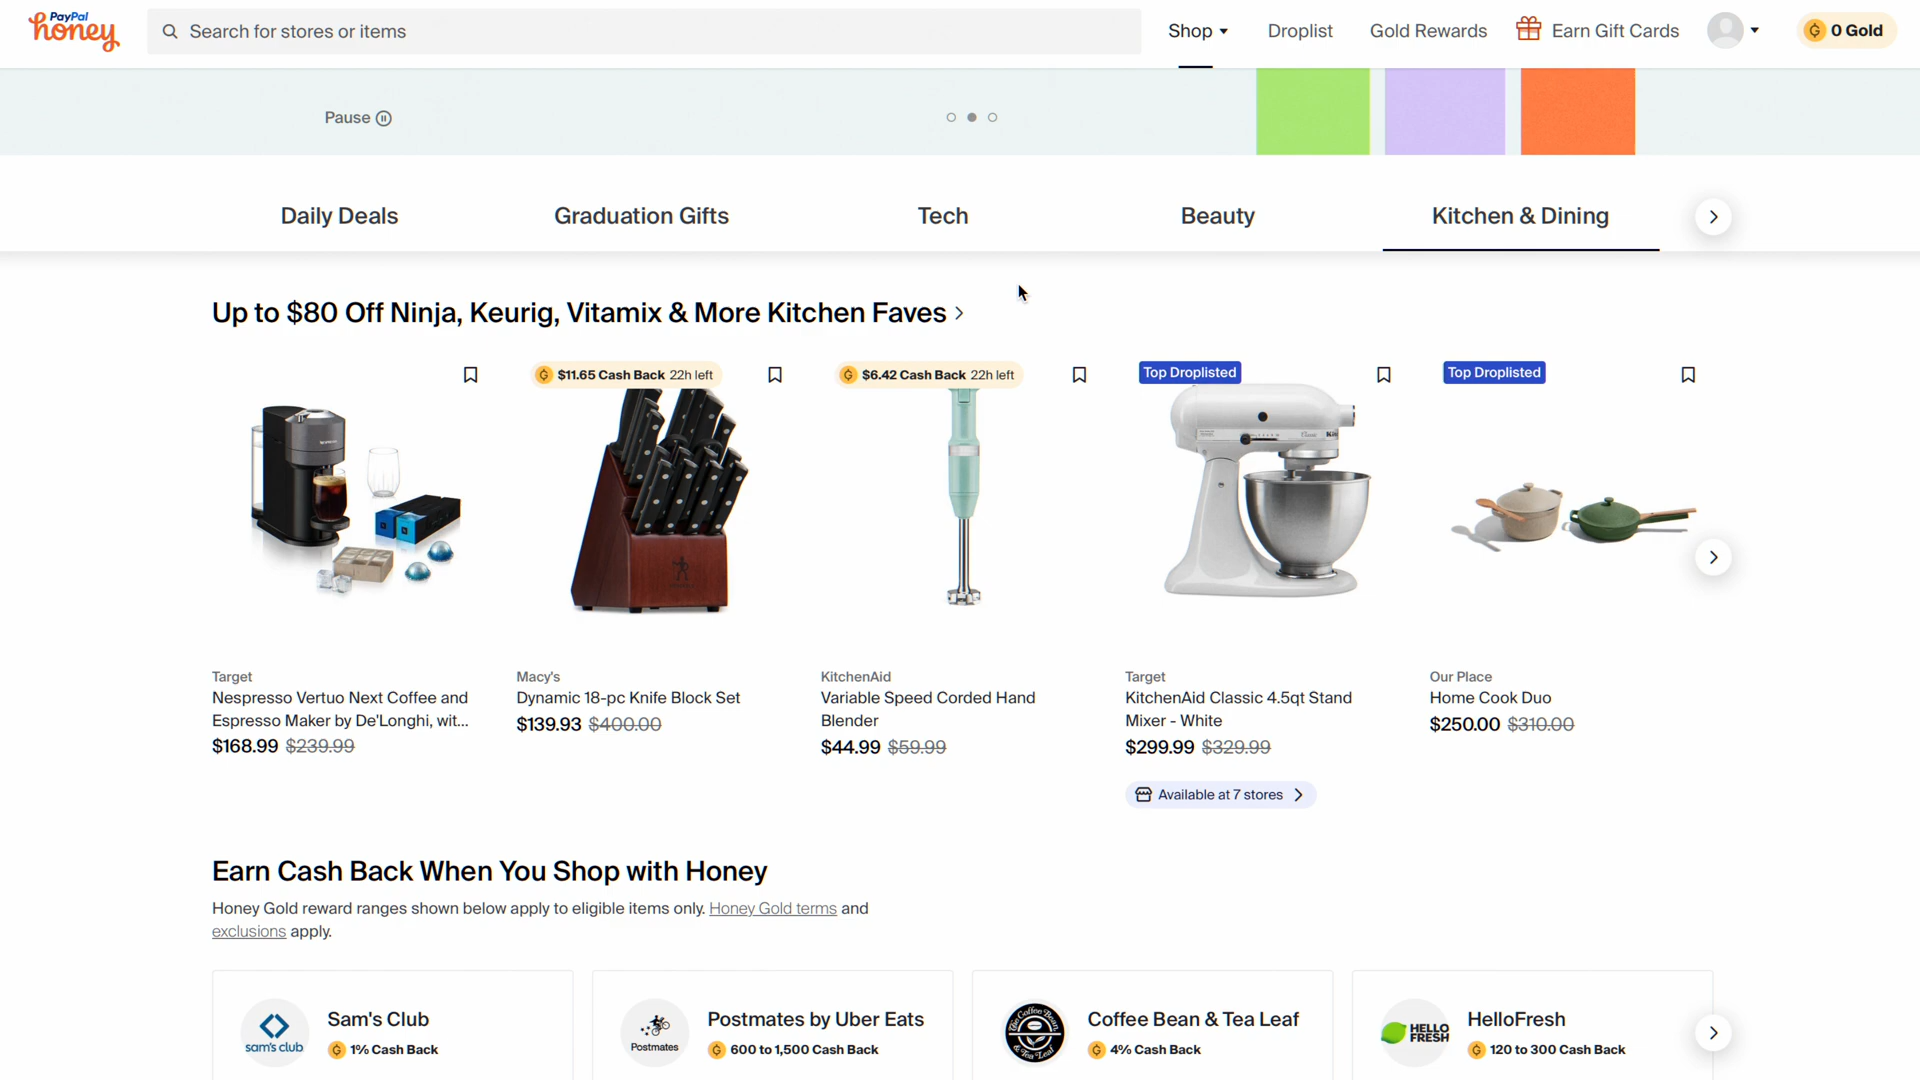 PayPal
honey
Search for stores or items
Shop
Droplist
Gold Rewards
Earn Gift Cards
0 Gold
Pause
Daily Deals
Graduation Gifts
Tech
Beauty
Kitchen & Dining
Up to $80 Off Ninja, Keurig, Vitamix & More Kitchen Faves
$11.65 Cash Back 22h left
$6.42 Cash Back 22h left
Top Droplisted
Top Droplisted
Target
Nespresso Vertuo Next Coffee and
Espresso Maker by De'Longhi, wit...
$168.99 $239.99
Macy's
Dynamic 18-pc Knife Block Set
$139.93 $400.00
KitchenAid
Variable Speed Corded Hand
Blender
$44.99 $59.99
Target
KitchenAid Classic 4.5qt Stand
Mixer - White
$299.99 $329.99
Available at 7 stores
Our Place
Home Cook Duo
$250.00 $310.00
Earn Cash Back When You Shop with Honey
Honey Gold reward ranges shown below apply to eligible items only. Honey Gold terms and
exclusions apply.
sam's club
Sam's Club
1% Cash Back
Postmates
Postmates by Uber Eats
600 to 1,500 Cash Back
The Coffee Bean
& Tea Leaf
Coffee Bean & Tea Leaf
4% Cash Back
HELLO
FRESH
HelloFresh
120 to 300 Cash Back